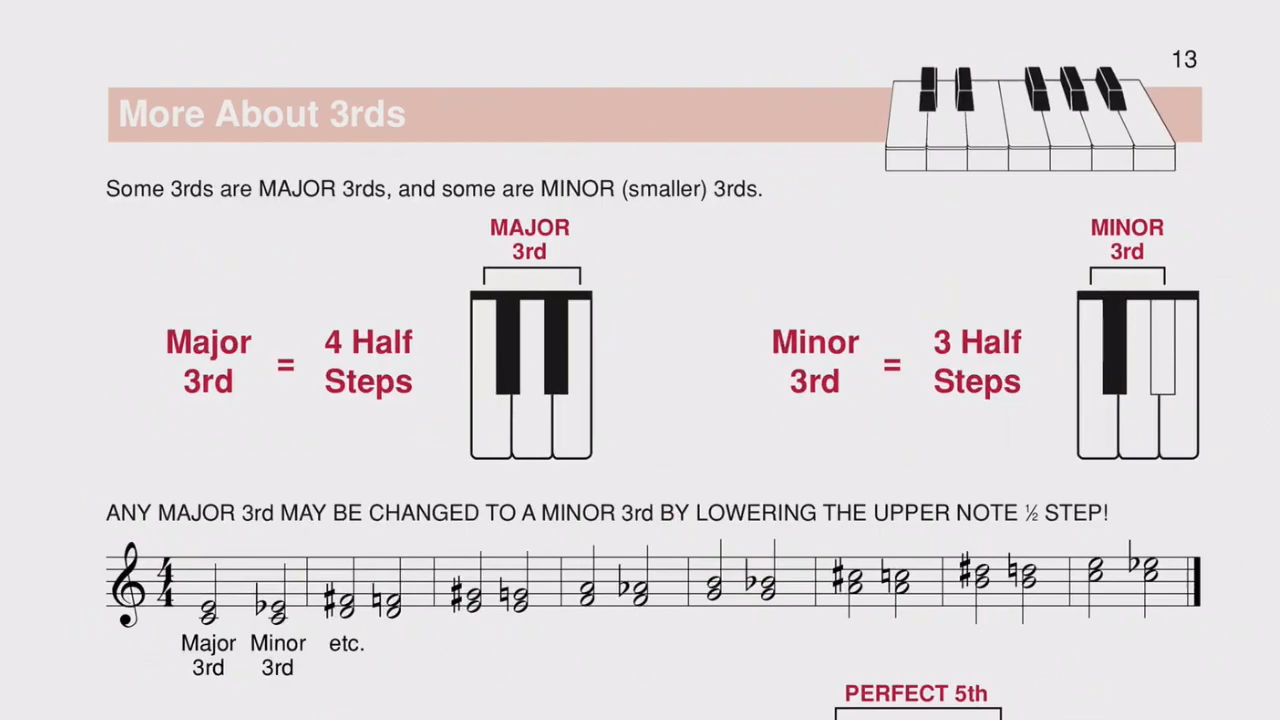 13
More About 3rds
Some 3rds are MAJOR 3rds, and some are MINOR (smaller) 3rds.
MAJOR
3rd
MINOR
3rd
Major
3rd
=
4 Half
Steps
Minor
3rd
=
3 Half
Steps
ANY MAJOR 3rd MAY BE CHANGED TO A MINOR 3rd BY LOWERING THE UPPER NOTE ½ STEP!
4
4
Major Minor etc.
3rd 3rd
PERFECT 5th